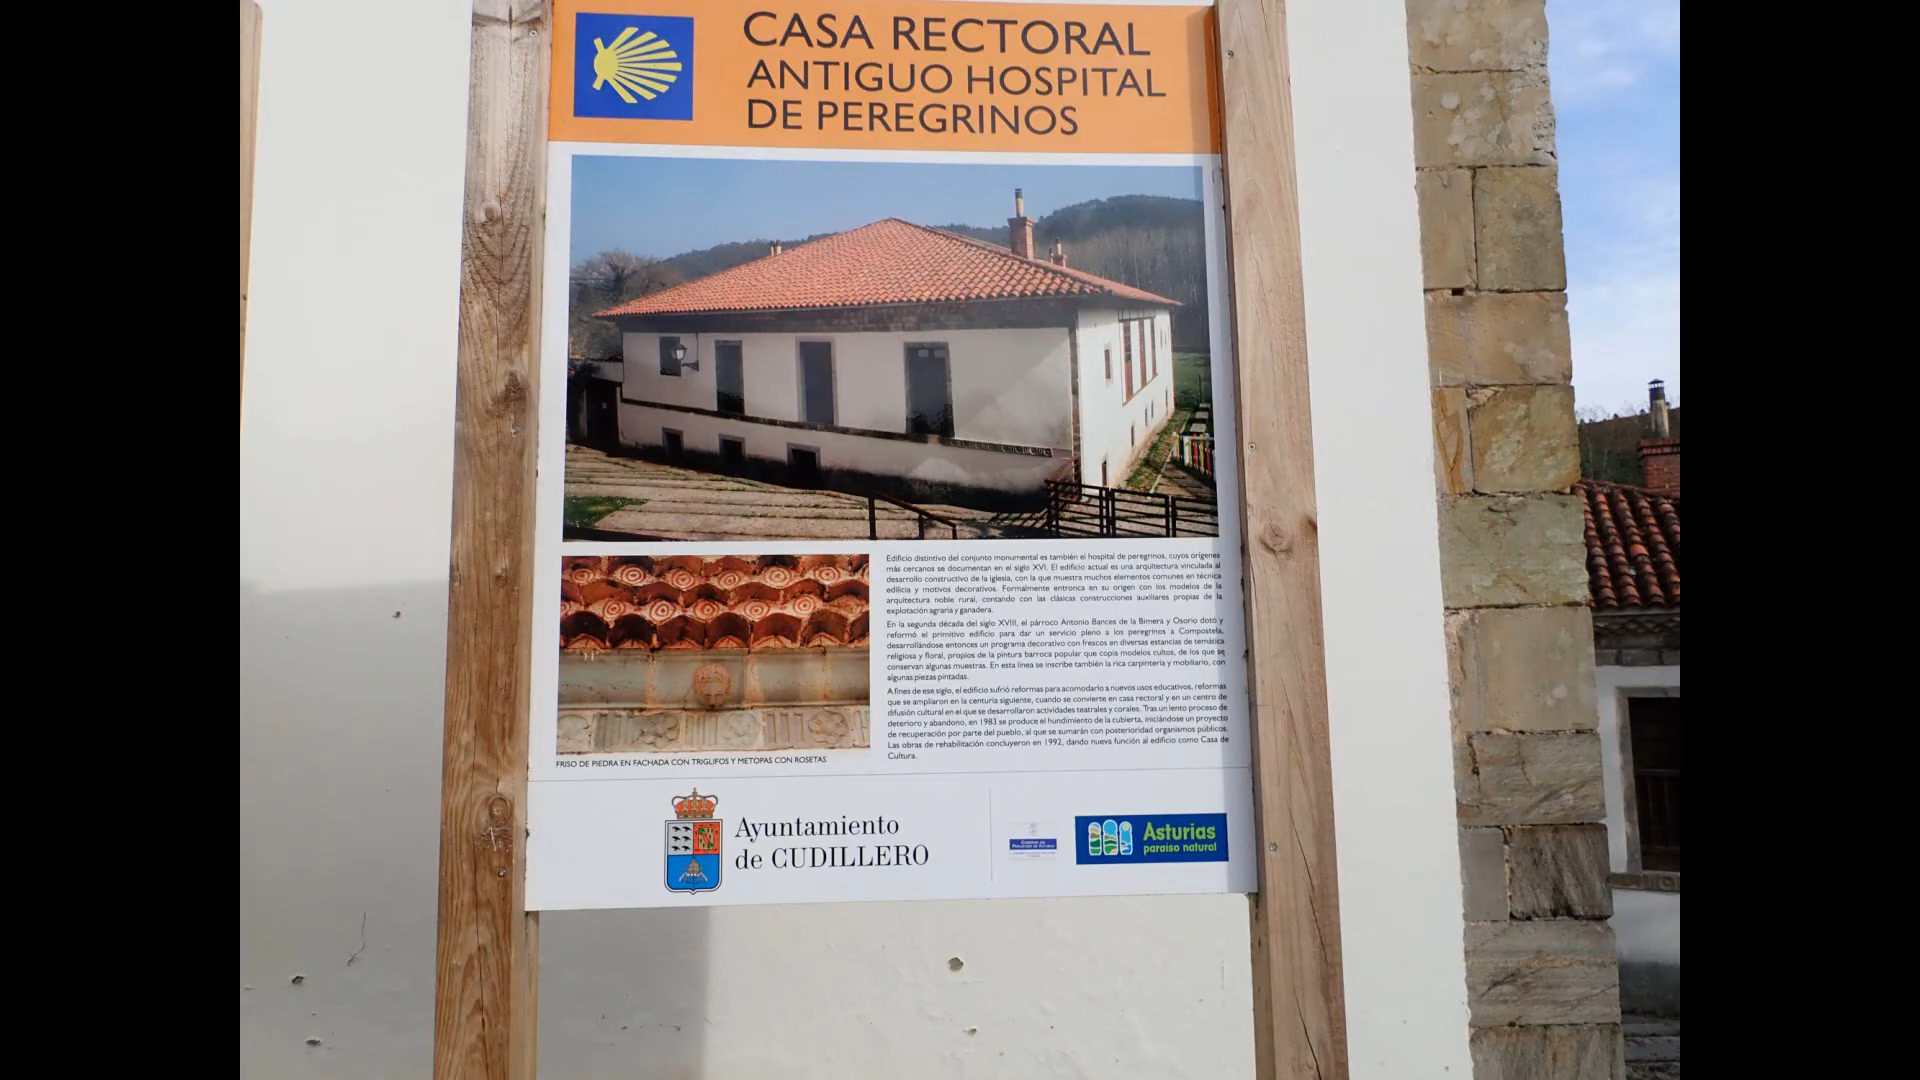 CASA RECTORAL
ANTIGUO HOSPITAL
DE PEREGRINOS
Edificio distintivo del conjunto monumental es también el hospital de peregrinos, cuyos orígenes
más cercanos se documentan en el siglo XVI. El edificio actual es una arquitectura vinculada al
desarrollo constructivo de la iglesia, con la que muestra muchos elementos comunes en técnica
edilicia y motivos decorativos. Formalmente entronca en su origen con los modelos de la
arquitectura noble rural, contando con las clásicas construcciones auxiliares propias de la
explotación agraria y ganadera.
En la segunda década del siglo XVIII, el párroco Antonio Bances de la Bimera y Osorio dotó y
reformó el primitivo edificio para dar un servicio pleno a los peregrinos a Compostela,
desarrollándose entonces un programa decorativo con frescos en diversas estancias de temática
religiosa y floral, propios de la pintura barroca popular que copia modelos cultos, de los que se
conservan algunas muestras. En esta línea se inscribe también la rica carpintería y mobiliario, con
algunas piezas pintadas.
A fines de ese siglo, el edificio sufrió reformas para acomodarlo a nuevos usos educativos, reformas
que se ampliaron en la centuria siguiente, cuando se convierte en casa rectoral y en un centro de
difusión cultural en el que se desarrollaron actividades teatrales y corales. Tras un lento proceso de
deterioro y abandono, en 1983 se produce el hundimiento de la cubierta, iniciándose un proyecto
de recuperación por parte del pueblo, al que se sumarán con posterioridad organismos públicos.
Las obras de rehabilitación concluyeron en 1992, dando nueva función al edificio como Casa de
Cultura.
FRISO DE PIEDRA EN FACHADA CON TRIGLIFOS Y METOPAS CON ROSETAS
Ayuntamiento
de CUDILLERO
GOBIERNO DEL
PRINCIPADO DE ASTURIAS
Asturias
paraíso natural